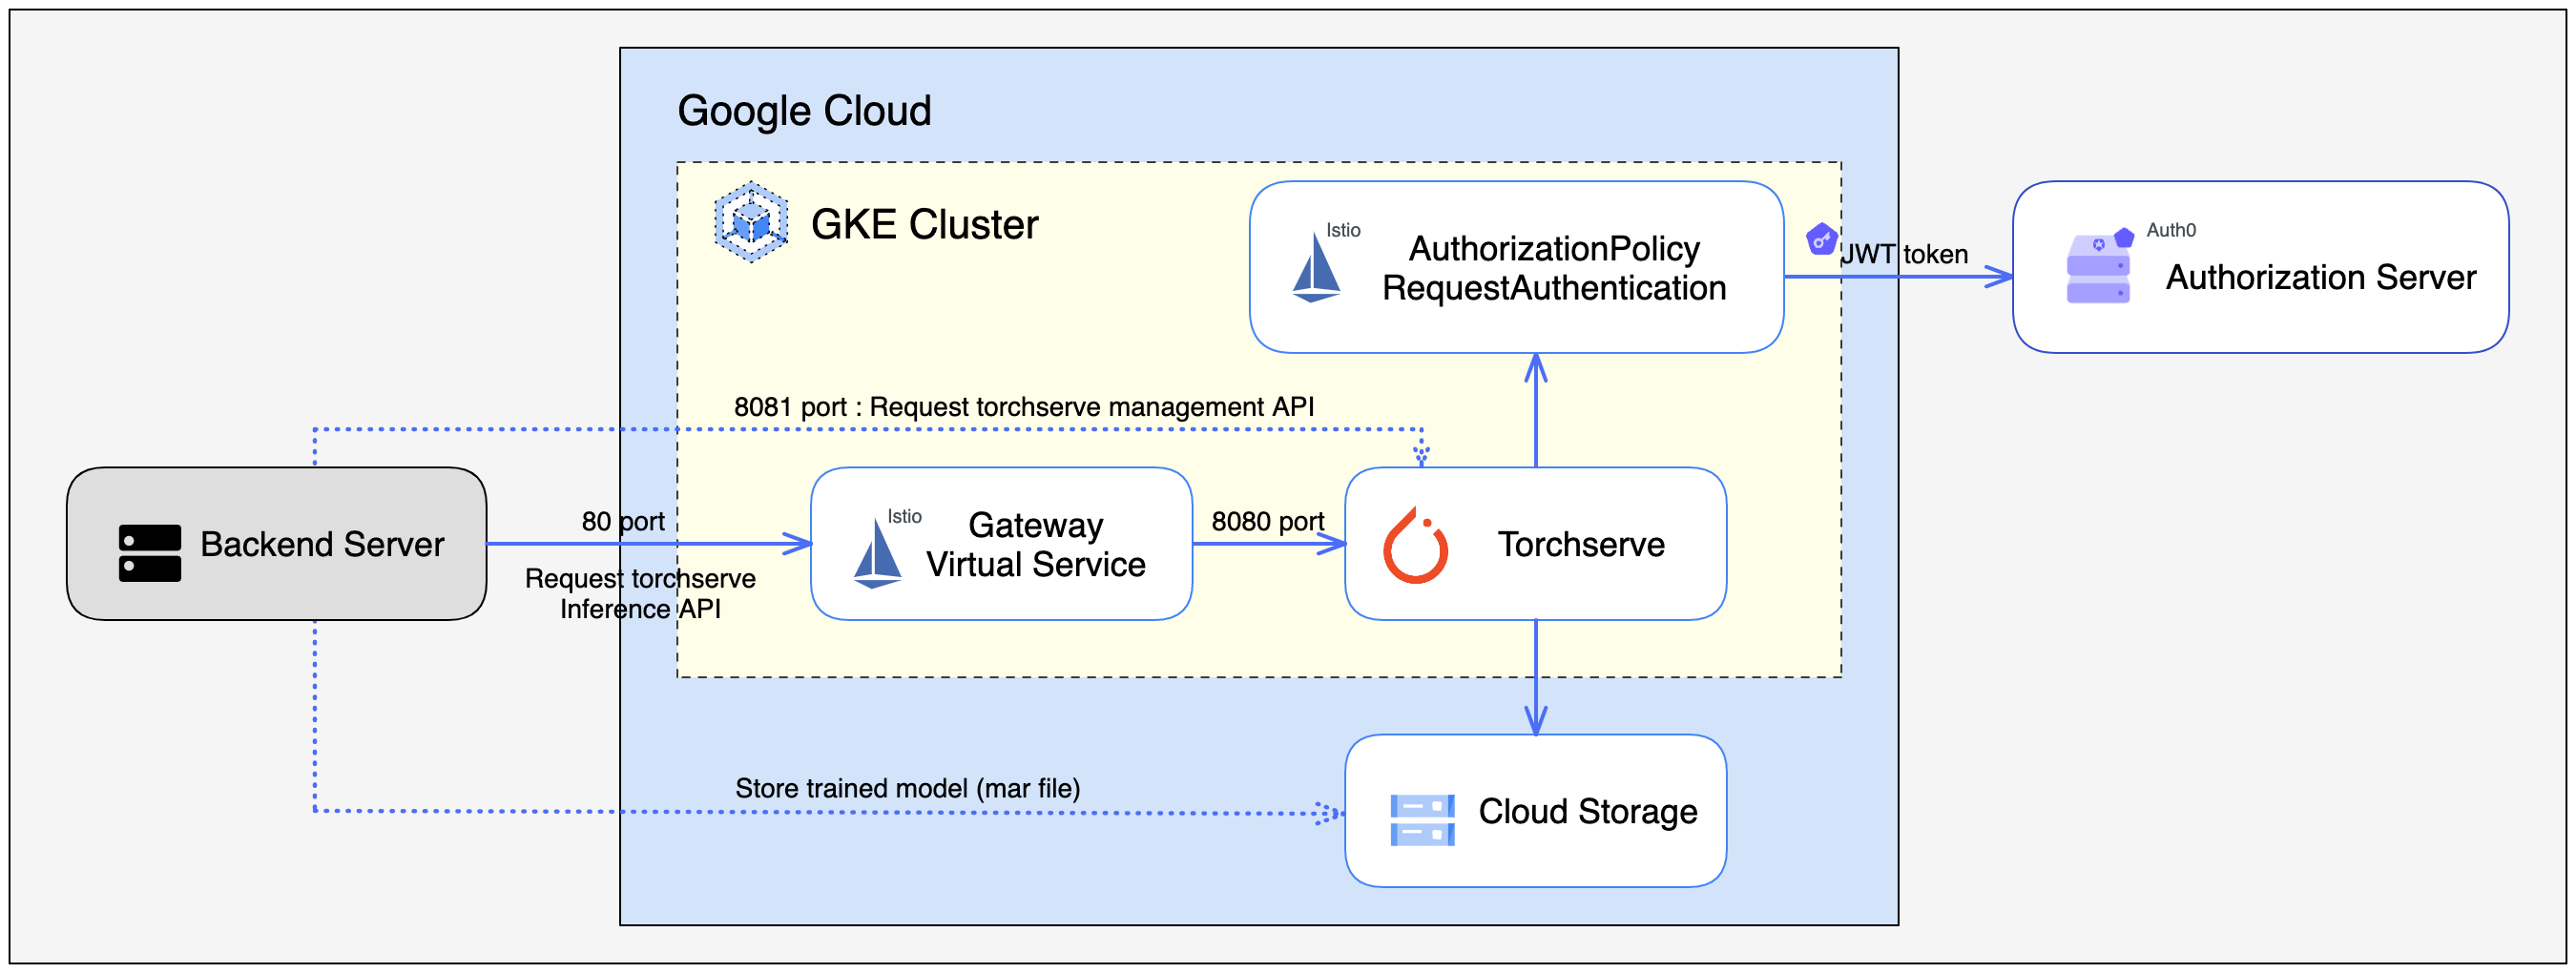 Google Cloud
GKE Cluster
Istio
AuthorizationPolicy
RequestAuthentication
JWT token
Auth0
Authorization Server
8081 port : Request torchserve management API
Backend Server
80 port
Request torchserve
Inference API
Istio
Gateway
Virtual Service
8080 port
Torchserve
Store trained model (mar file)
Cloud Storage